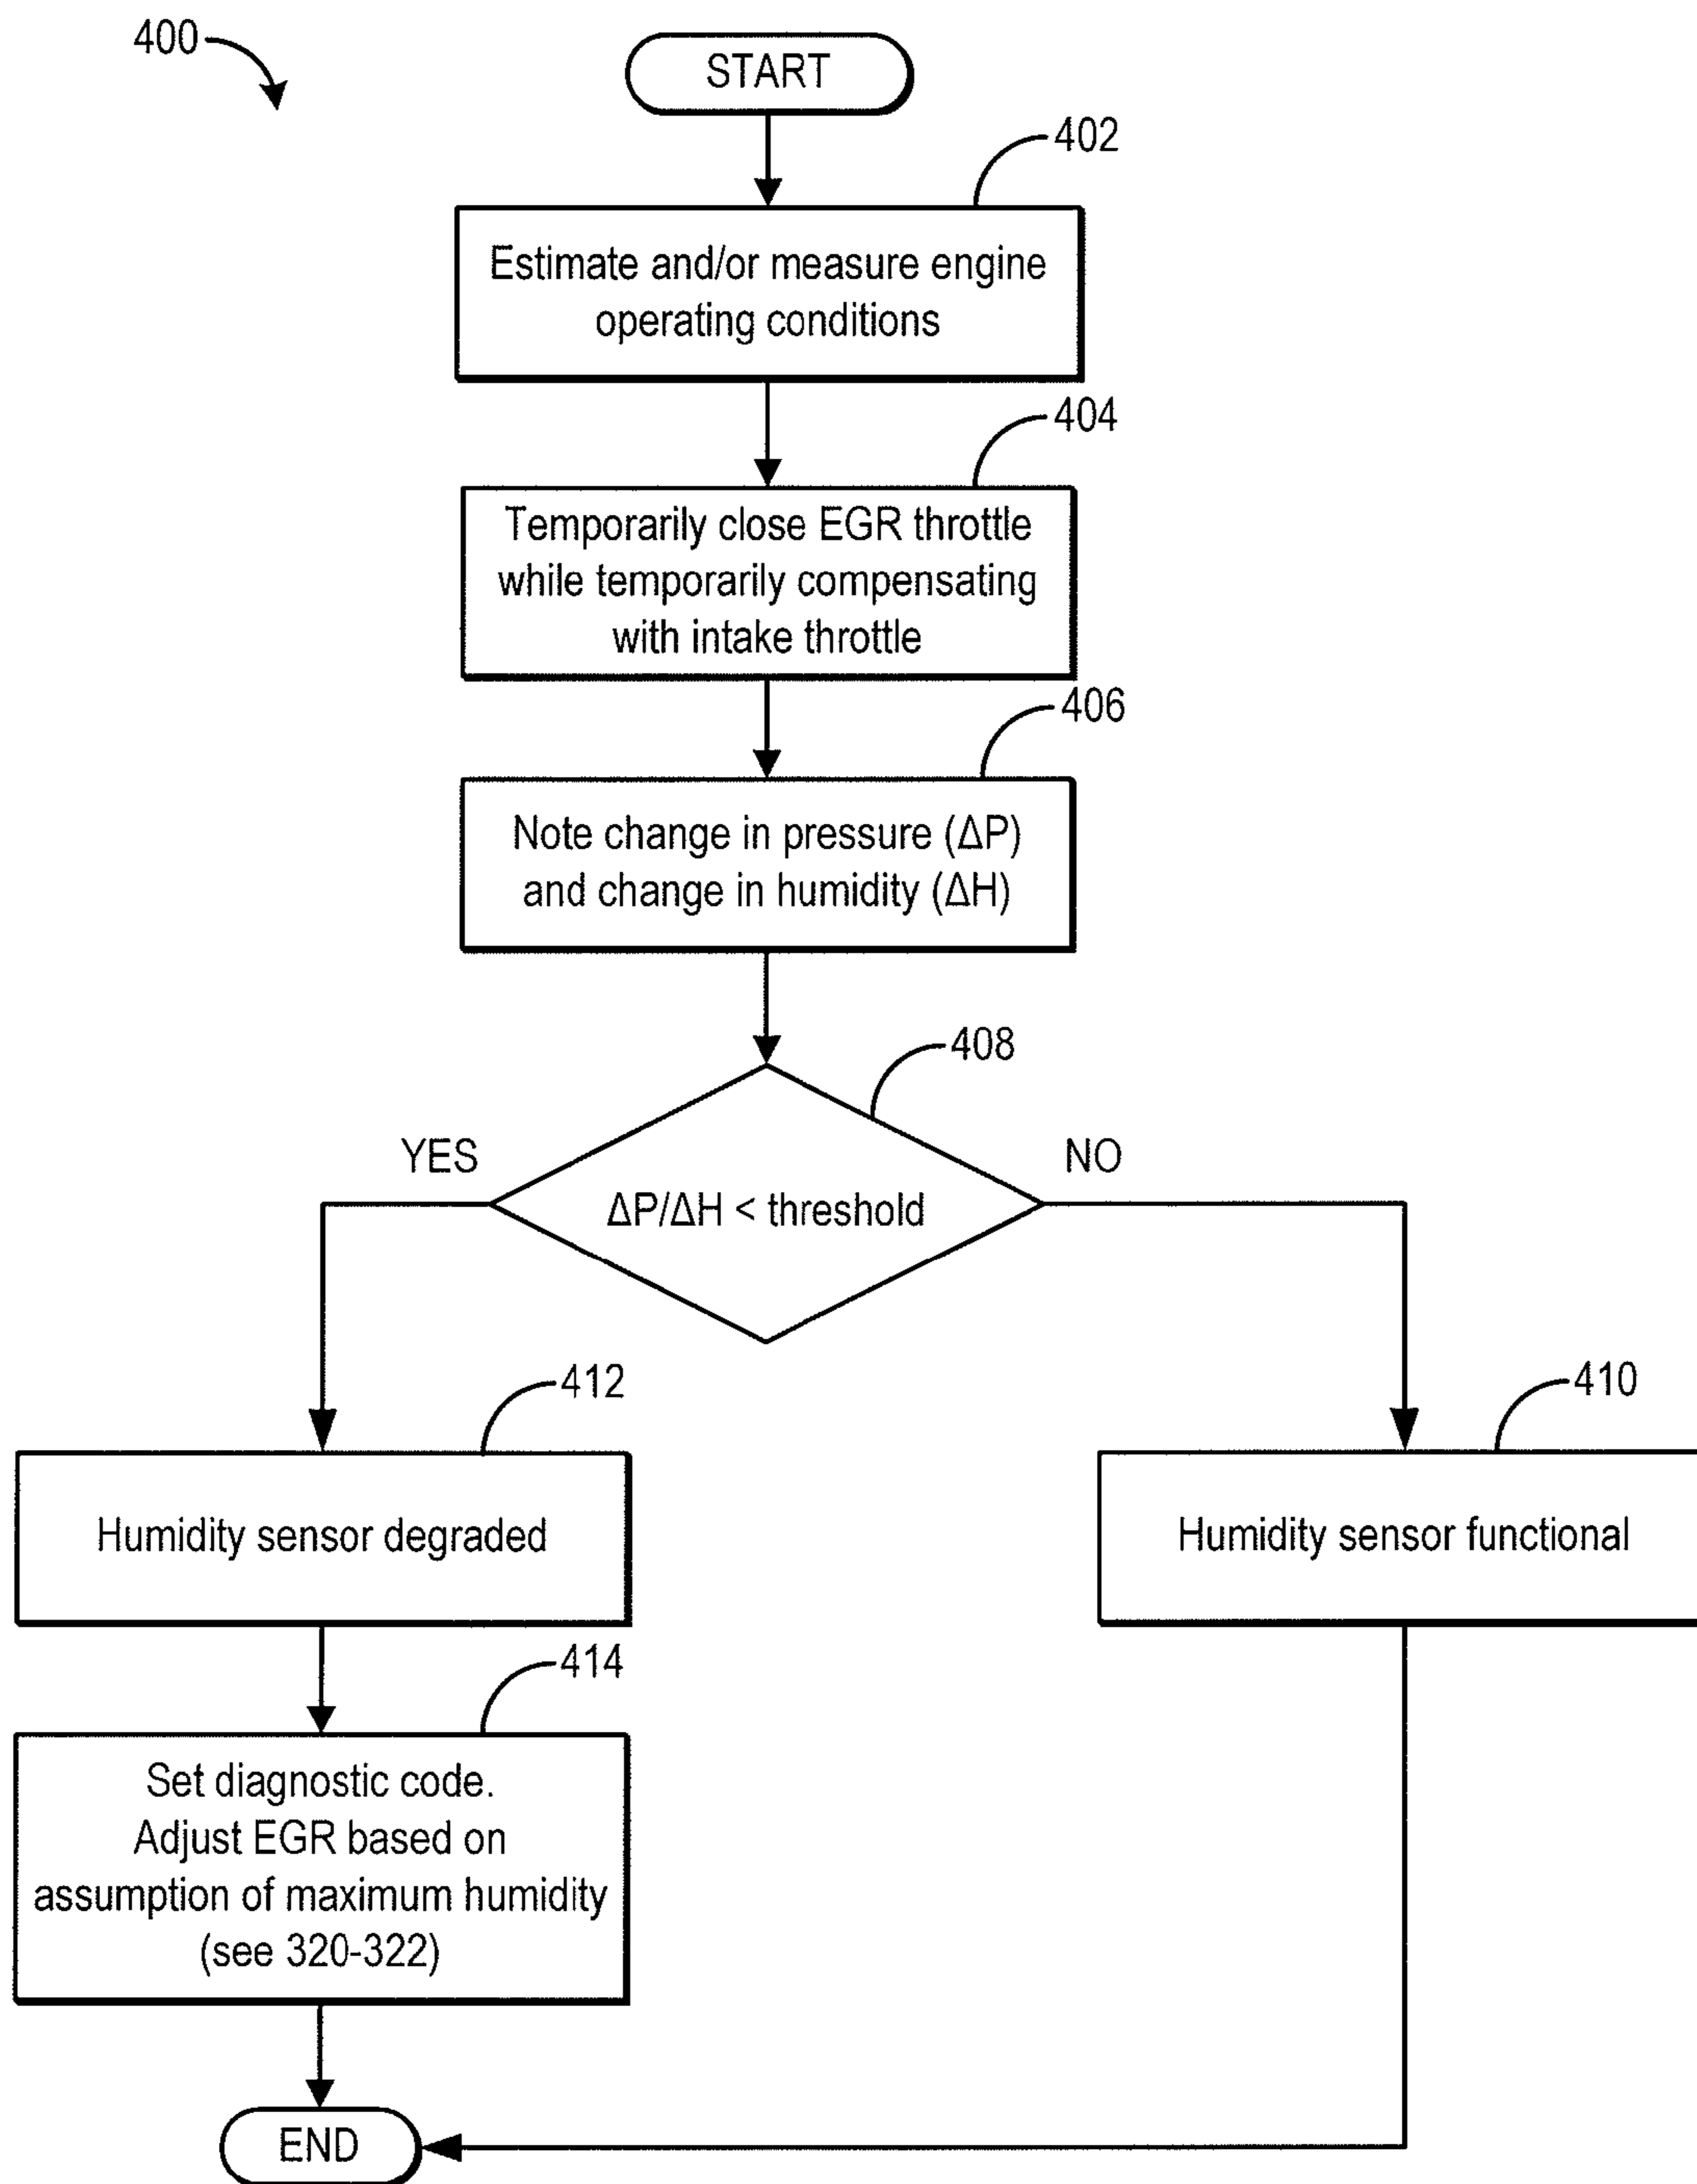 400
START
402
Estimate and/or measure engine
operating conditions
404
Temporarily close EGR throttle
while temporarily compensating
with intake throttle
406
Note change in pressure (ΔP)
and change in humidity (ΔH)
408
YES
NO
ΔP/ΔH < threshold
412
410
Humidity sensor degraded
Humidity sensor functional
414
Set diagnostic code.
Adjust EGR based on
assumption of maximum humidity
(see 320-322)
END